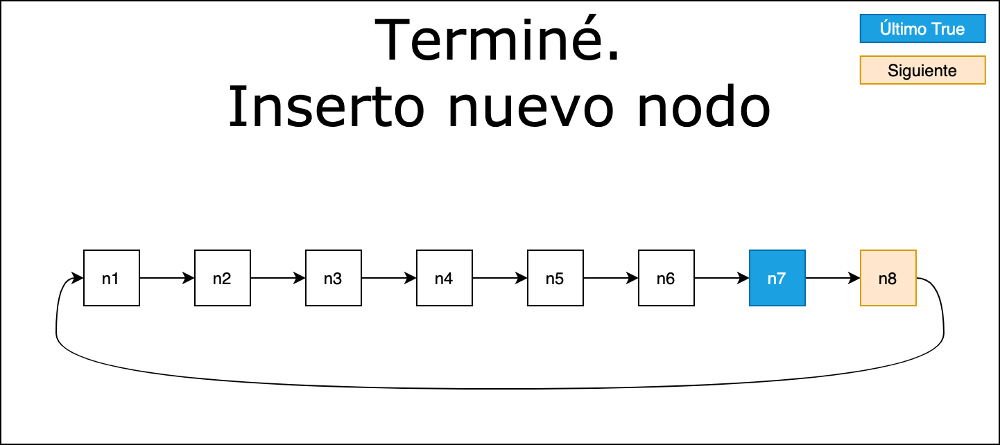 Terminé.
Inserto nuevo nodo
Último True
Siguiente
n1
n2
n3
n4
n5
n6
n7
n8